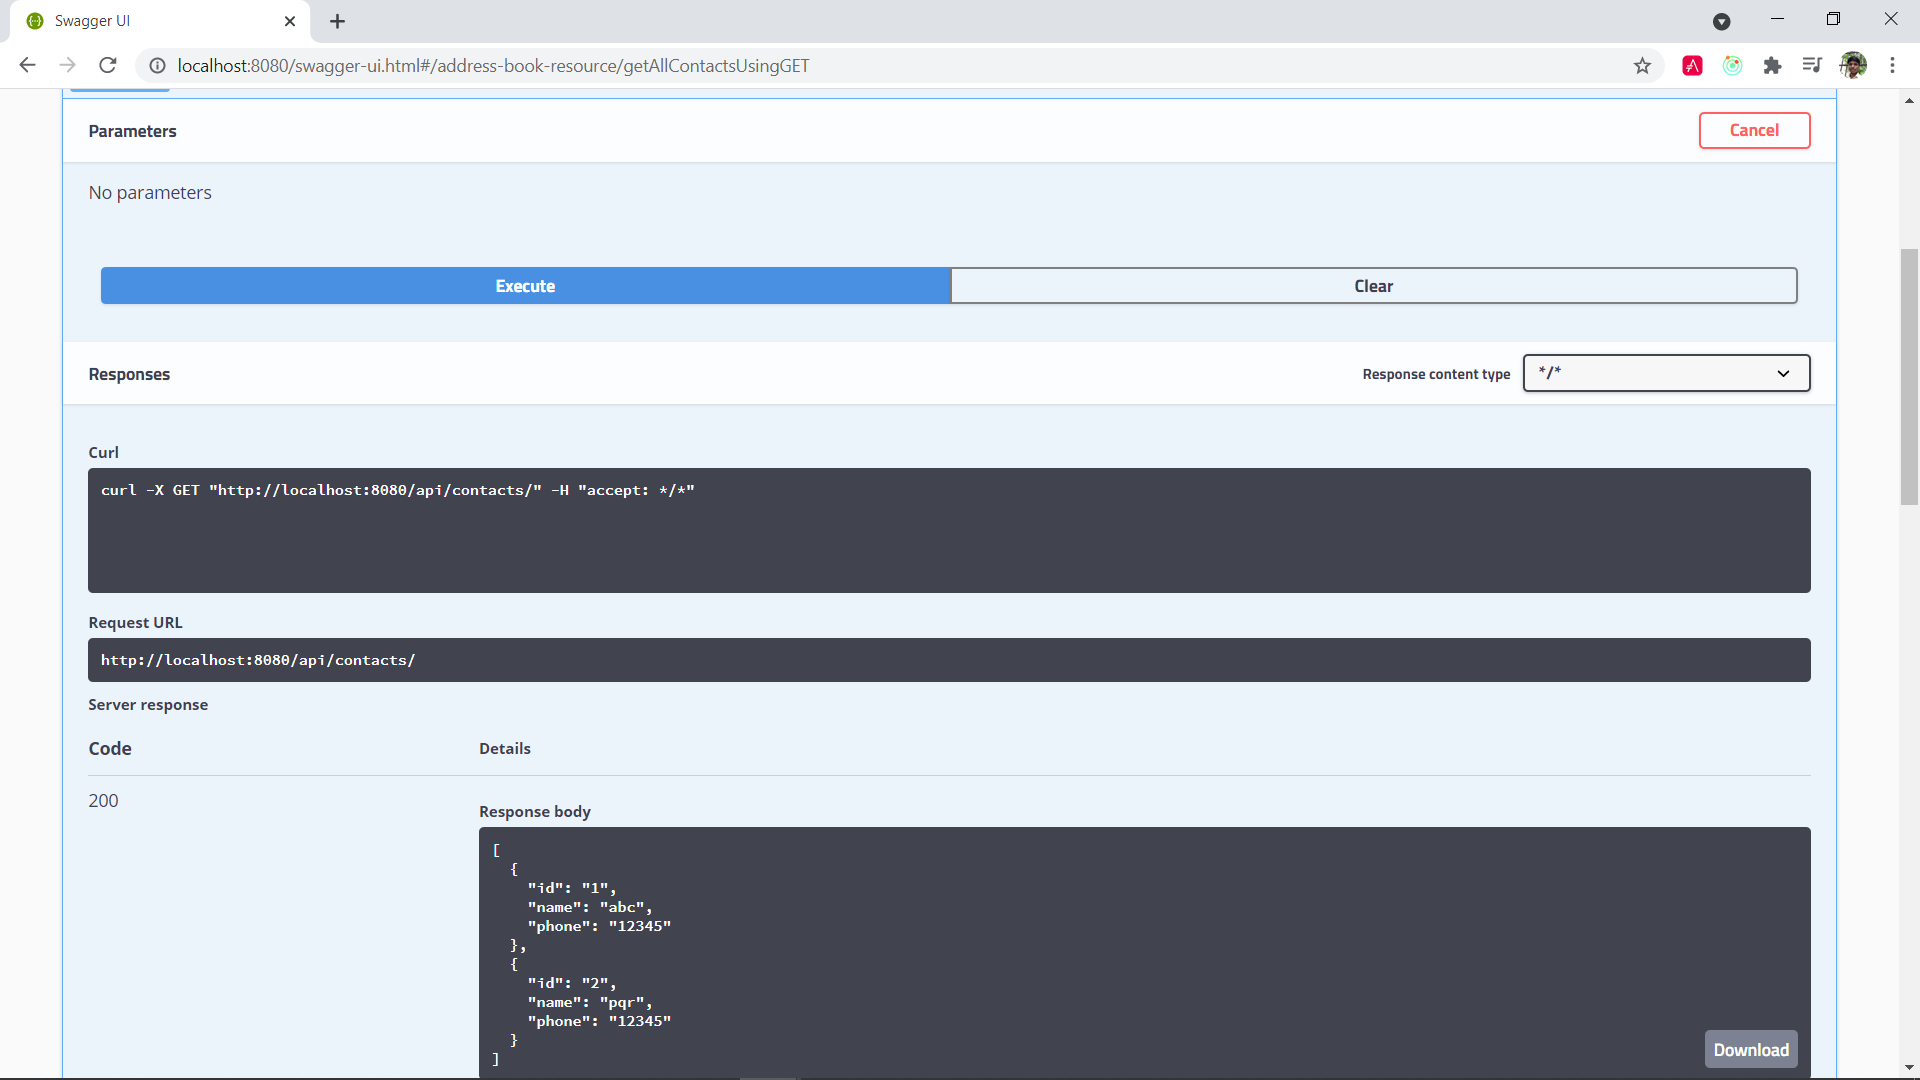 Swagger UI
localhost:8080/swagger-ui.html#/address-book-resource/getAllContactsUsingGET
Parameters
Cancel
No parameters
Execute
Clear
Responses
Response content type
*/*
Curl
curl -X GET "http://localhost:8080/api/contacts/" -H "accept: */*"
Request URL
http://localhost:8080/api/contacts/
Server response
Code
Details
200
Response body
[
  {
    "id": "1",
    "name": "abc",
    "phone": "12345"
  },
  {
    "id": "2",
    "name": "pqr",
    "phone": "12345"
  }
]
Download